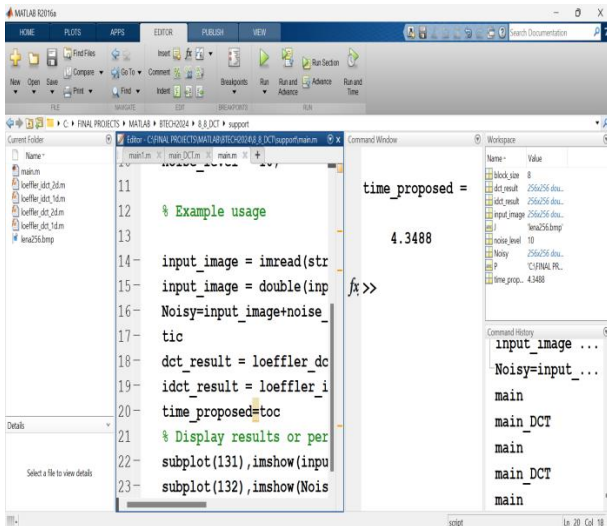 MATLAB R2016a
HOME PLOTS APPS EDITOR PUBLISH VIEW
Search Documentation
New Open Save Find Files Compare Print
Go To Find
Insert Comment Indent
Breakpoints
Run Run and Advance Run Section Advance Run and Time
FILE NAVIGATE EDIT BREAKPOINTS RUN
C: FINAL PROJECTS MATLAB BTECH2024 8_8_DCT support
Current Folder
Name
main.m
loeffler_idct_2d.m
loeffler_idct_1d.m
loeffler_dct_2d.m
loeffler_dct_1d.m
lena256.bmp
Details
Select a file to view details
Editor - C:\FINAL PROJECTS\MATLAB\BTECH2024\8_8_DCT\support\main.m
main1.m main_DCT.m main.m
11
12 % Example usage
13
14 input_image = imread(str
15 input_image = double(inp
16 Noisy=input_image+noise_
17 tic
18 dct_result = loeffler_dc
19 idct_result = loeffler_i
20 time_proposed=toc
21 % Display results or per
22 subplot(131),imshow(inpu
23 subplot(132),imshow(Nois
Command Window
time_proposed =
4.3488
fx >>
Workspace
Name Value
block_size 8
dct_result 256x256 dou...
idct_result 256x256 dou...
input_image 256x256 dou...
J 'lena256.bmp'
noise_level 10
Noisy 256x256 dou...
P 'C:\FINAL PR...
time_prop... 4.3488
Command History
input_image ...
Noisy=input_...
main
main_DCT
main
main_DCT
main
script Ln 20 Col 18